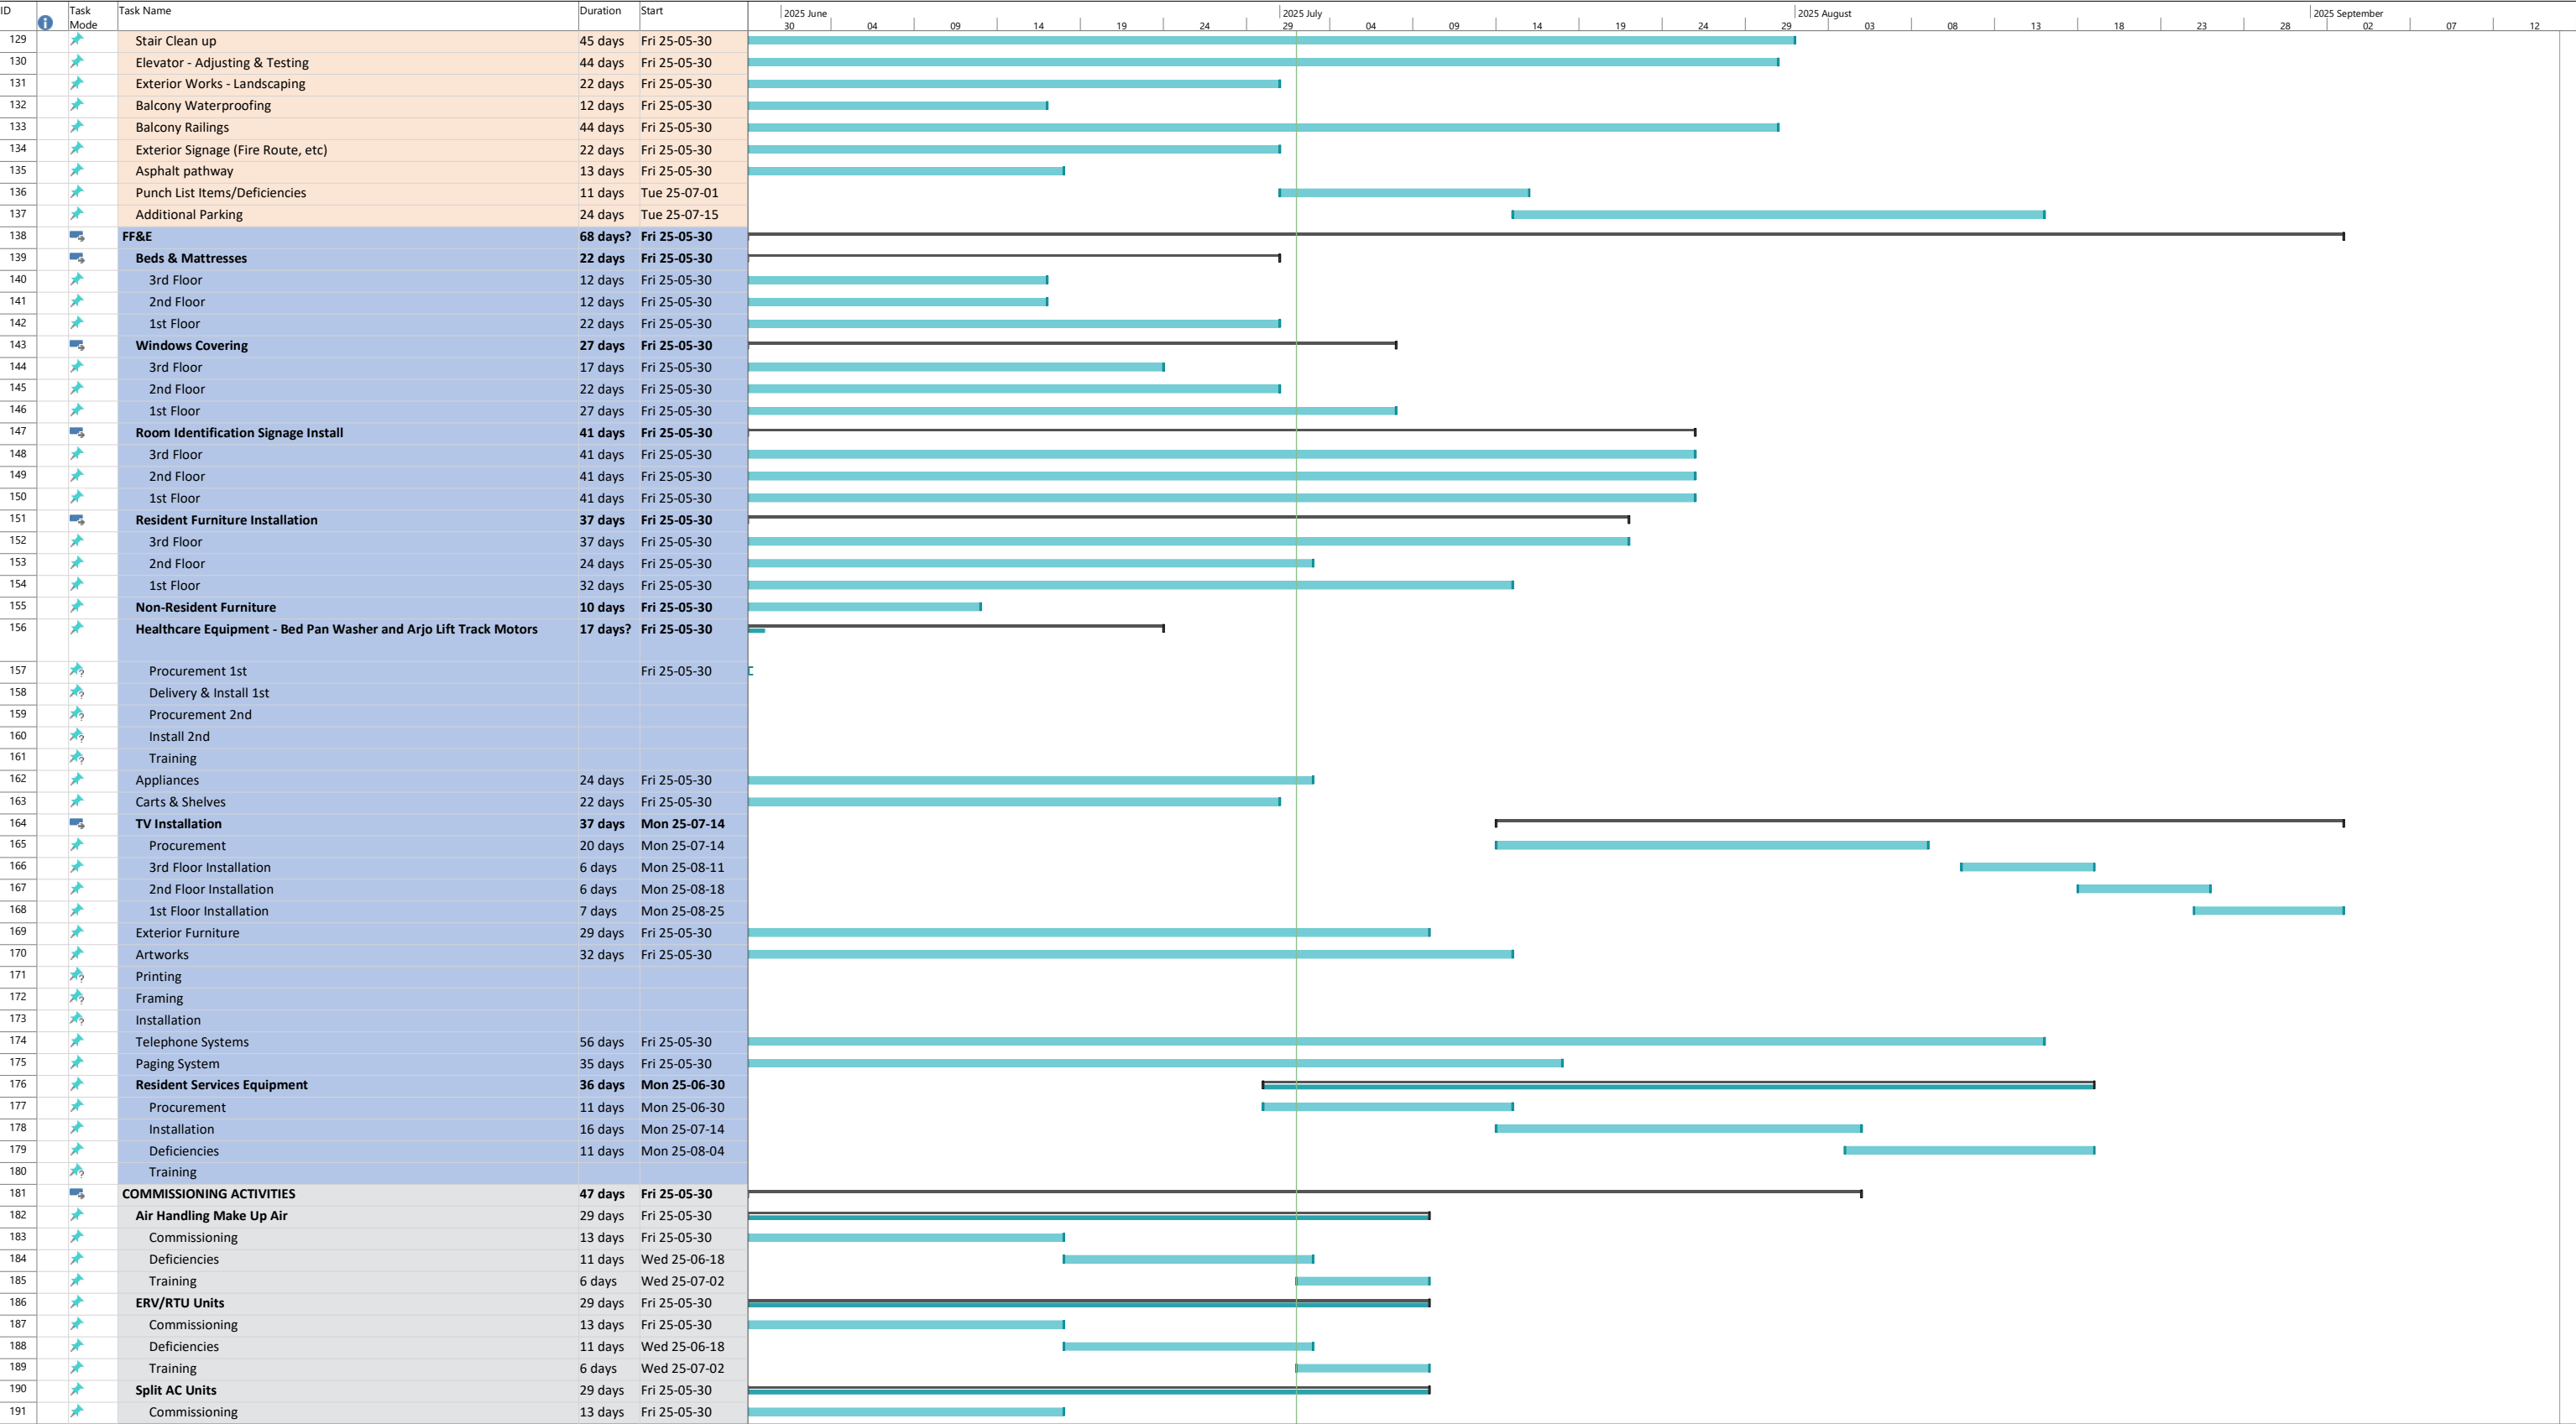 ID Task Mode Task Name Duration Start
2025 June 2025 July 2025 August 2025 September
30 04 09 14 19 24 29 04 09 14 19 24 29 03 08 13 18 23 28 02 07 12
129 Stair Clean up 45 days Fri 25-05-30
130 Elevator - Adjusting & Testing 44 days Fri 25-05-30
131 Exterior Works - Landscaping 22 days Fri 25-05-30
132 Balcony Waterproofing 12 days Fri 25-05-30
133 Balcony Railings 44 days Fri 25-05-30
134 Exterior Signage (Fire Route, etc) 22 days Fri 25-05-30
135 Asphalt pathway 13 days Fri 25-05-30
136 Punch List Items/Deficiencies 11 days Tue 25-07-01
137 Additional Parking 24 days Tue 25-07-15
138 FF&E 68 days? Fri 25-05-30
139 Beds & Mattresses 22 days Fri 25-05-30
140 3rd Floor 12 days Fri 25-05-30
141 2nd Floor 12 days Fri 25-05-30
142 1st Floor 22 days Fri 25-05-30
143 Windows Covering 27 days Fri 25-05-30
144 3rd Floor 17 days Fri 25-05-30
145 2nd Floor 22 days Fri 25-05-30
146 1st Floor 27 days Fri 25-05-30
147 Room Identification Signage Install 41 days Fri 25-05-30
148 3rd Floor 41 days Fri 25-05-30
149 2nd Floor 41 days Fri 25-05-30
150 1st Floor 41 days Fri 25-05-30
151 Resident Furniture Installation 37 days Fri 25-05-30
152 3rd Floor 37 days Fri 25-05-30
153 2nd Floor 24 days Fri 25-05-30
154 1st Floor 32 days Fri 25-05-30
155 Non-Resident Furniture 10 days Fri 25-05-30
156 Healthcare Equipment - Bed Pan Washer and Arjo Lift Track Motors 17 days? Fri 25-05-30
157 Procurement 1st Fri 25-05-30
158 Delivery & Install 1st
159 Procurement 2nd
160 Install 2nd
161 Training
162 Appliances 24 days Fri 25-05-30
163 Carts & Shelves 22 days Fri 25-05-30
164 TV Installation 37 days Mon 25-07-14
165 Procurement 20 days Mon 25-07-14
166 3rd Floor Installation 6 days Mon 25-08-11
167 2nd Floor Installation 6 days Mon 25-08-18
168 1st Floor Installation 7 days Mon 25-08-25
169 Exterior Furniture 29 days Fri 25-05-30
170 Artworks 32 days Fri 25-05-30
171 Printing
172 Framing
173 Installation
174 Telephone Systems 56 days Fri 25-05-30
175 Paging System 35 days Fri 25-05-30
176 Resident Services Equipment 36 days Mon 25-06-30
177 Procurement 11 days Mon 25-06-30
178 Installation 16 days Mon 25-07-14
179 Deficiencies 11 days Mon 25-08-04
180 Training
181 COMMISSIONING ACTIVITIES 47 days Fri 25-05-30
182 Air Handling Make Up Air 29 days Fri 25-05-30
183 Commissioning 13 days Fri 25-05-30
184 Deficiencies 11 days Wed 25-06-18
185 Training 6 days Wed 25-07-02
186 ERV/RTU Units 29 days Fri 25-05-30
187 Commissioning 13 days Fri 25-05-30
188 Deficiencies 11 days Wed 25-06-18
189 Training 6 days Wed 25-07-02
190 Split AC Units 29 days Fri 25-05-30
191 Commissioning 13 days Fri 25-05-30